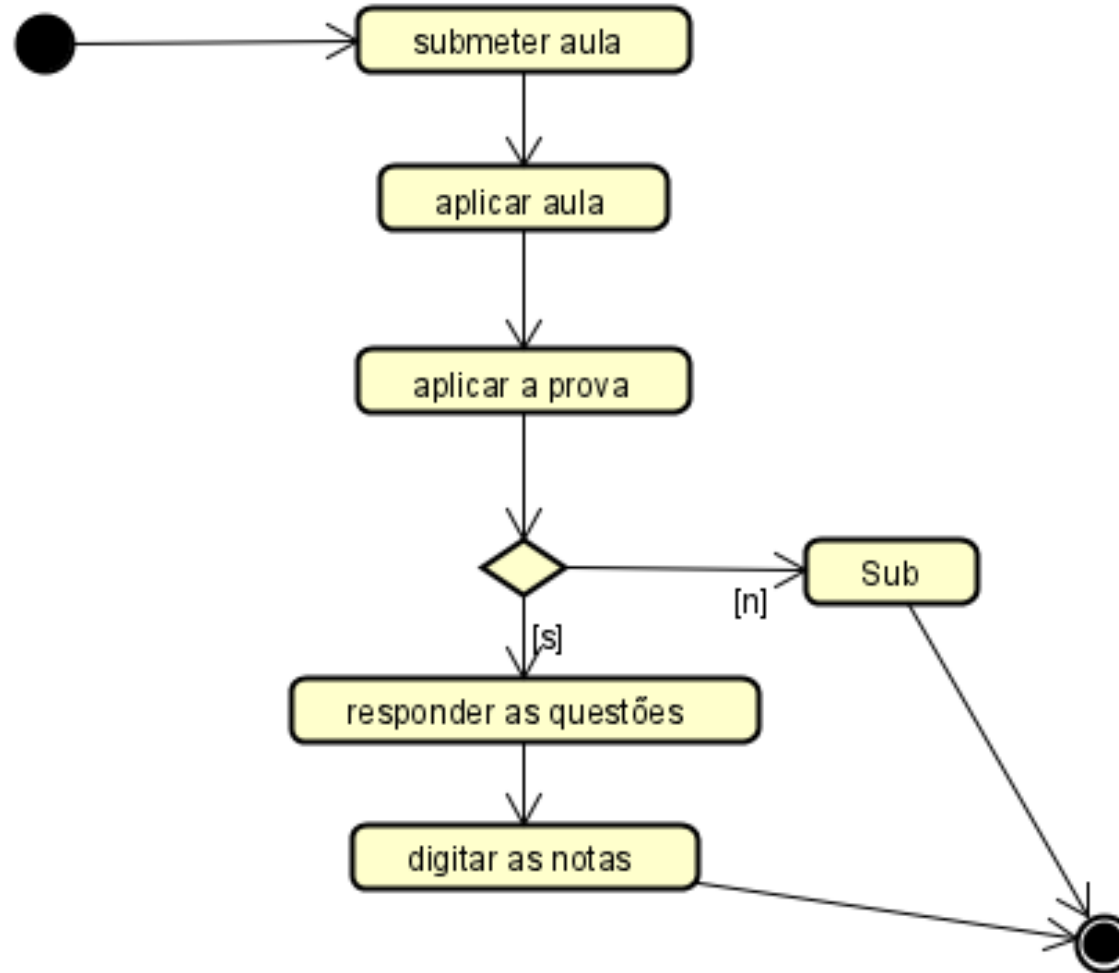 submeter aula
aplicar aula
aplicar a prova
Sub
[n]
[s]
responder as questões
digitar as notas